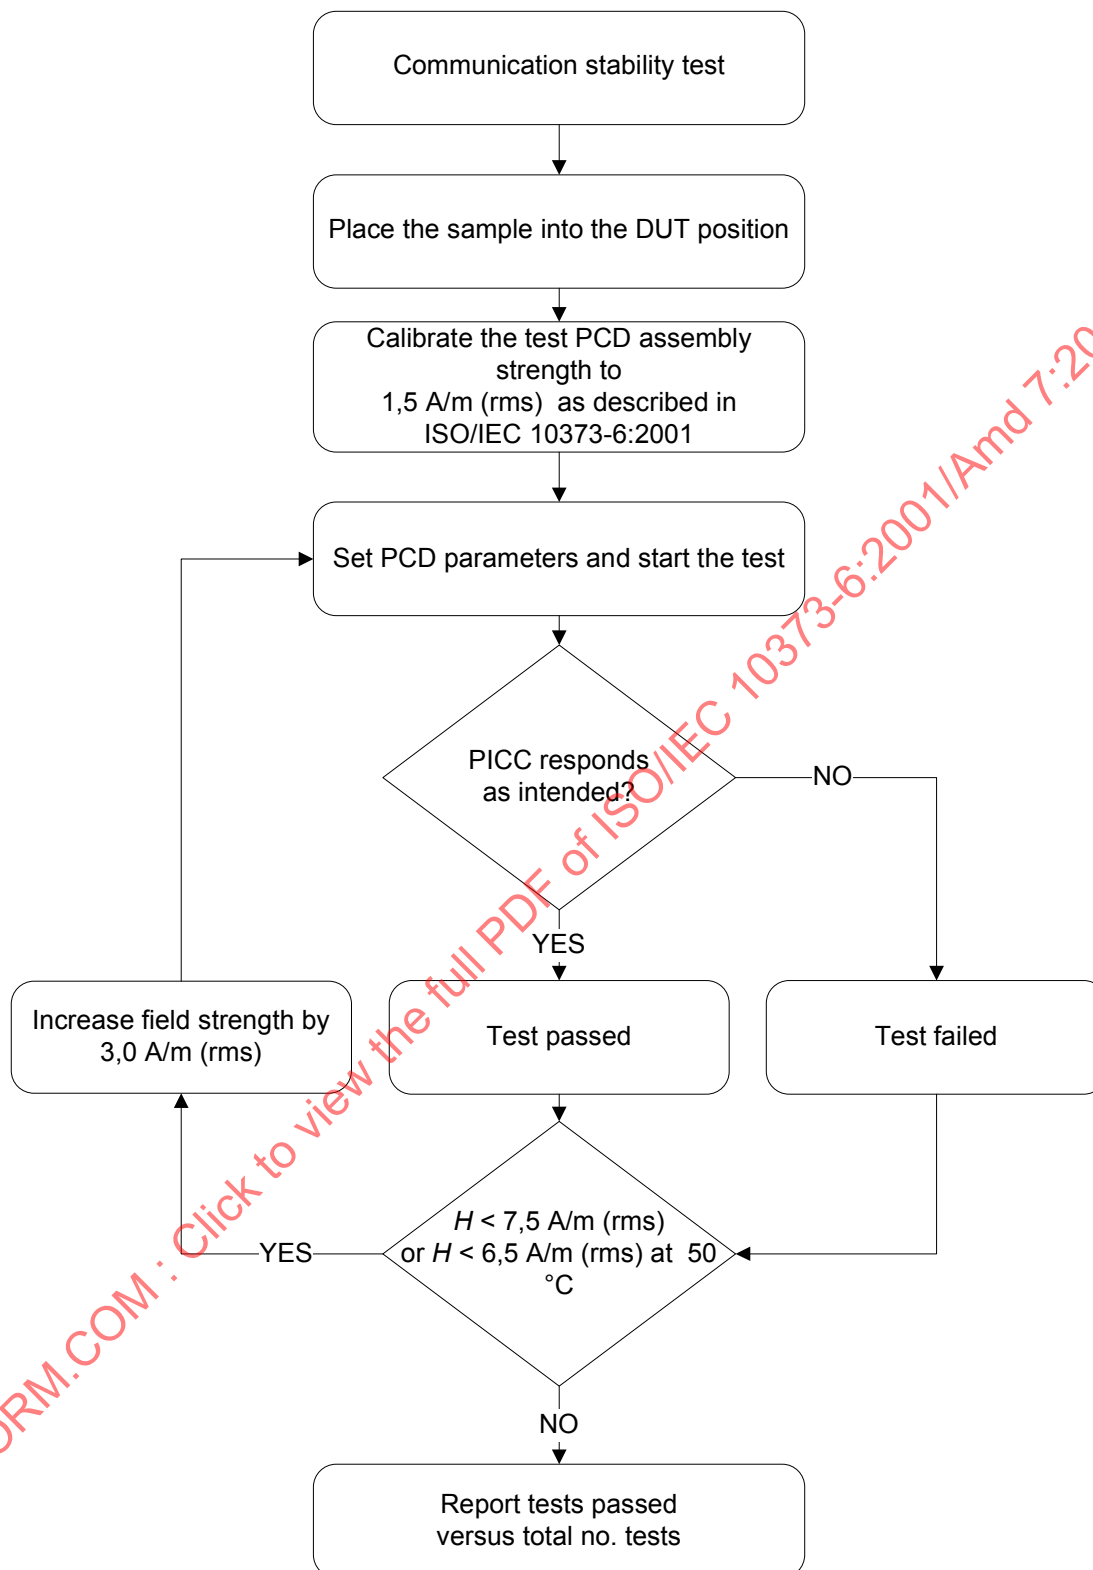 Communication stability test
Place the sample into the DUT position
Calibrate the test PCD assembly
strength to
1,5 A/m (rms) as described in
ISO/IEC 10373-6:2001
Set PCD parameters and start the test
PICC responds
as intended?
NO
YES
Increase field strength by
3,0 A/m (rms)
Test passed
Test failed
H < 7,5 A/m (rms)
or H < 6,5 A/m (rms) at 50
°C
YES
NO
Report tests passed
versus total no. tests
ORM.COM : Click to view the full PDF of ISO/IEC 10373-6:2001/Amd 7:20